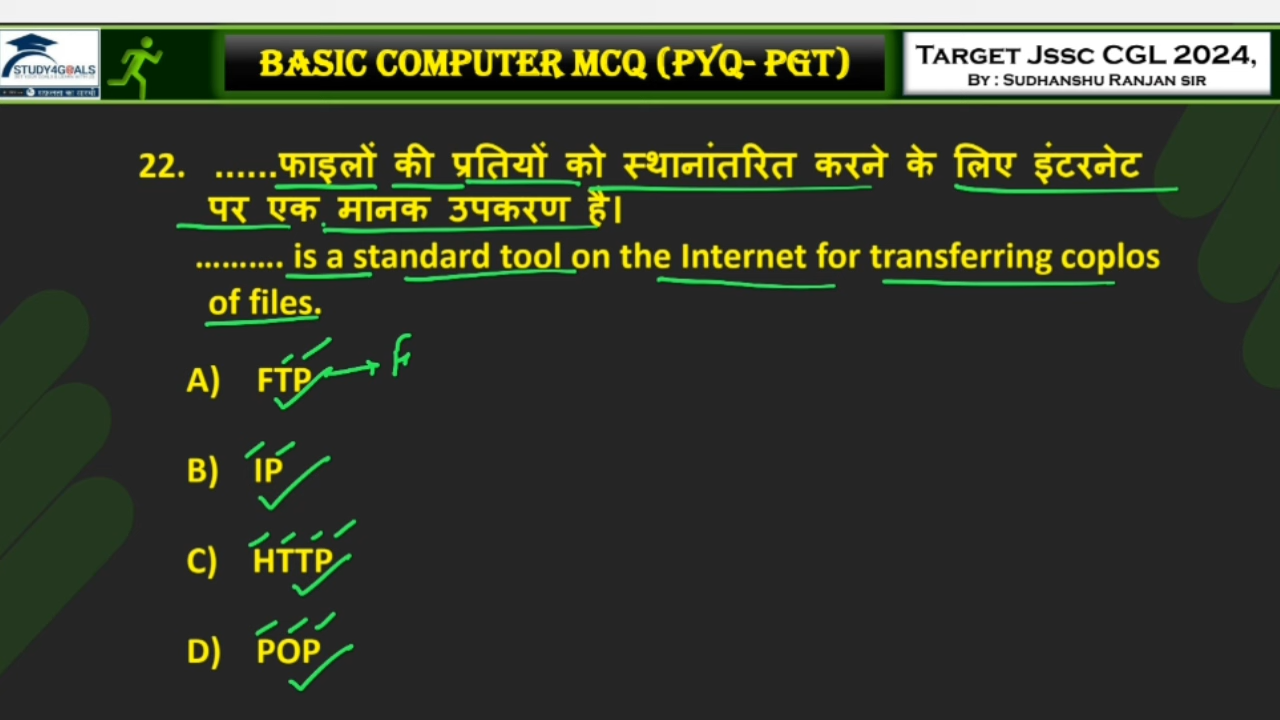 STUDY4GOALS
BASIC COMPUTER MCQ (PYQ- PGT)
TARGET JSSC CGL 2024,
BY : SUDHANSHU RANJAN SIR
22. ......फाइलों की प्रतियों को स्थानांतरित करने के लिए इंटरनेट
पर एक मानक उपकरण है।
.......... is a standard tool on the Internet for transferring coplos
of files.
A) FTP F
B) IP
C) HTTP
D) POP